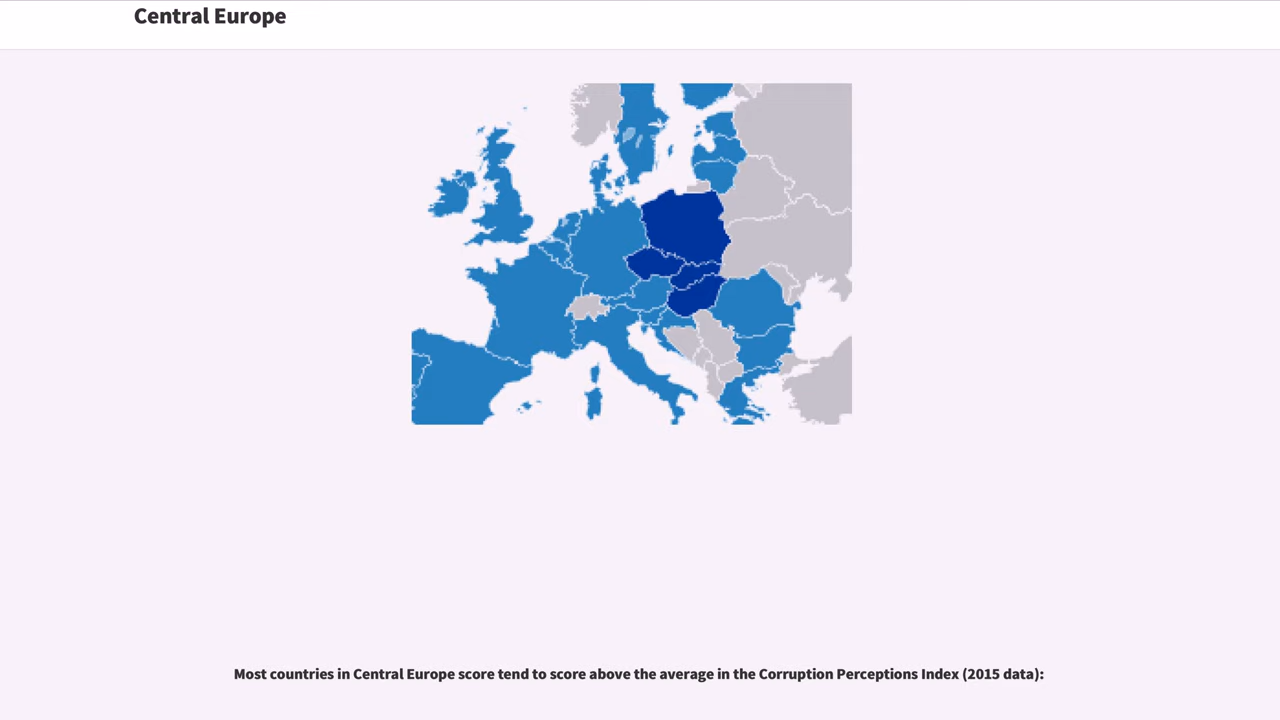 Central Europe
Most countries in Central Europe score tend to score above the average in the Corruption Perceptions Index (2015 data):